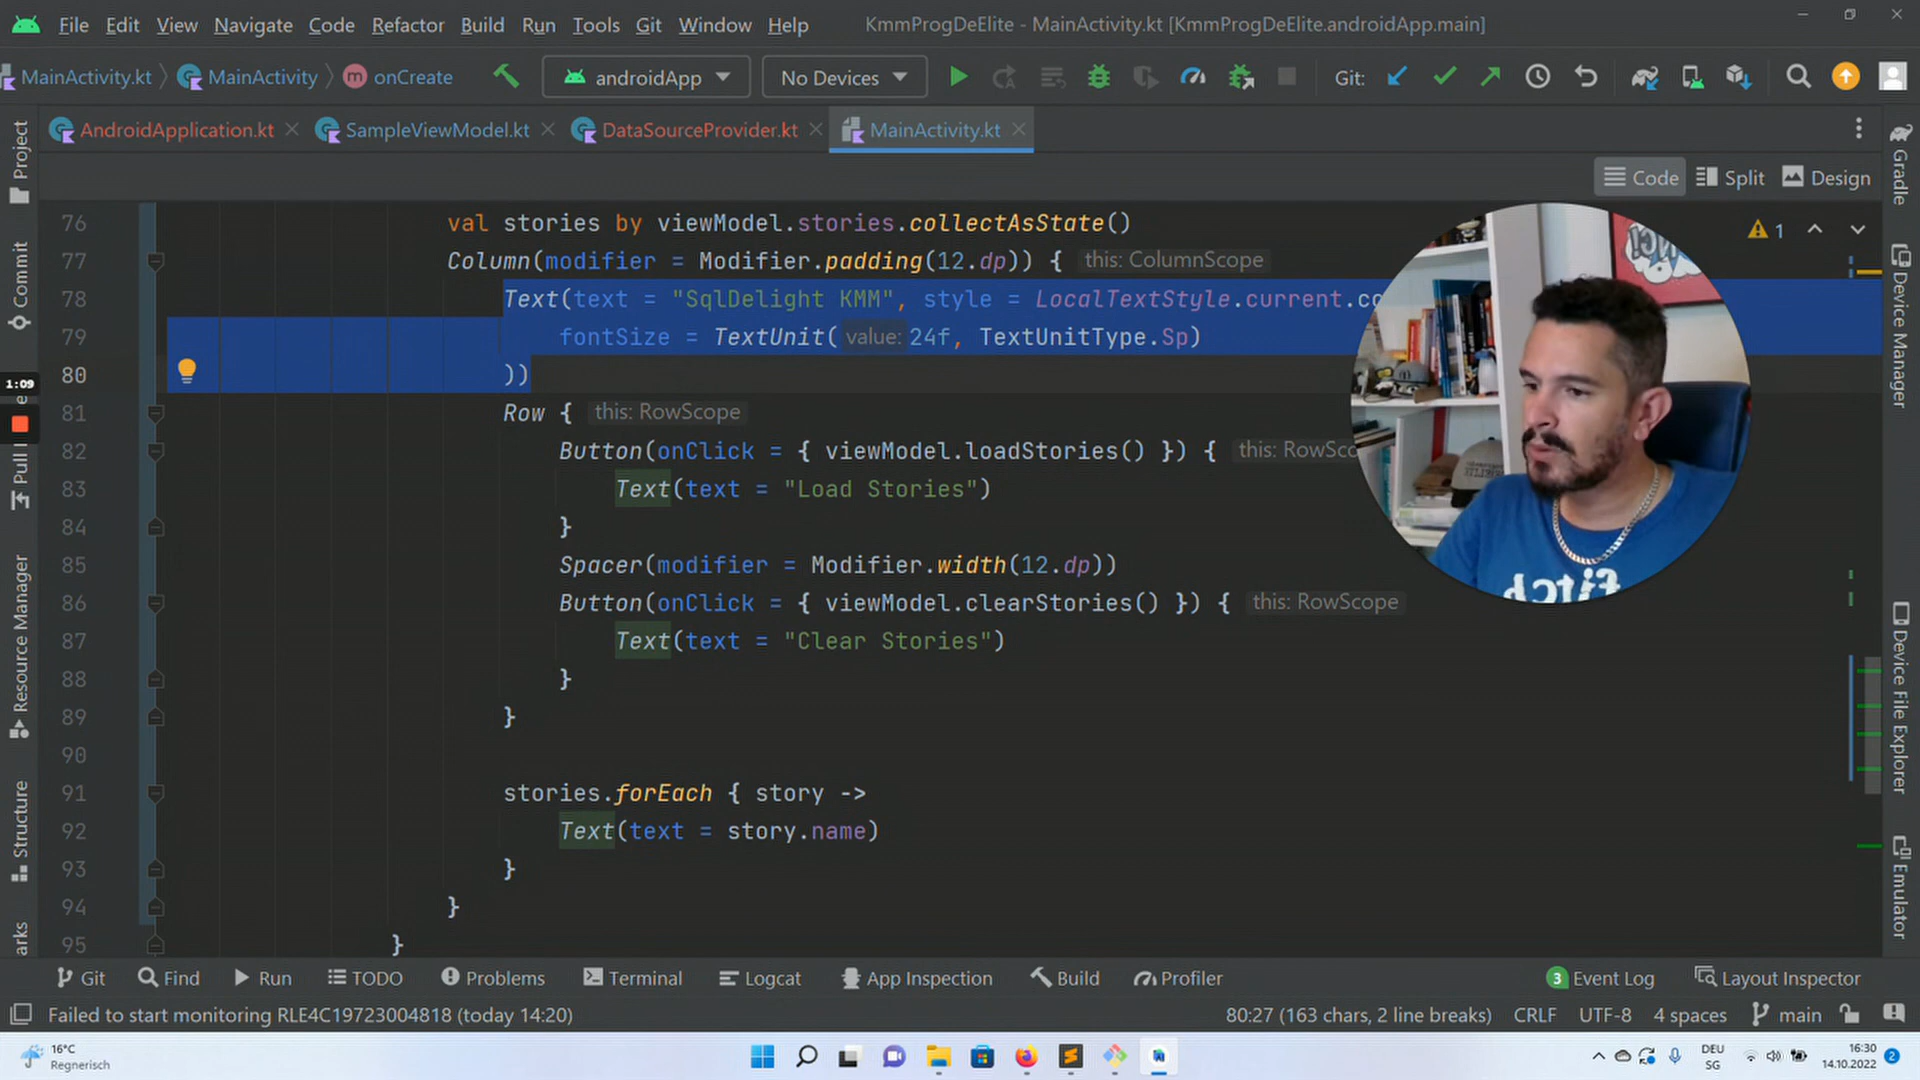 File Edit View Navigate Code Refactor Build Run Tools Git Window Help KmmProgDeElite - MainActivity.kt [KmmProgDeElite.androidApp.main]
MainActivity.kt MainActivity m onCreate androidApp No Devices Git:
AndroidApplication.kt SampleViewModel.kt DataSourceProvider.kt MainActivity.kt
Code Split Design
76 val stories by viewModel.stories.collectAsState()
1
77 Column(modifier = Modifier.padding(12.dp)) { this: ColumnScope
78 Text(text = "SqlDelight KMM", style = LocalTextStyle.current.co
79 fontSize = TextUnit( value: 24f, TextUnitType.Sp)
80 ))
81 Row { this: RowScope
82 Button(onClick = { viewModel.loadStories() }) { this: RowSco
83 Text(text = "Load Stories")
84 }
85 Spacer(modifier = Modifier.width(12.dp))
86 Button(onClick = { viewModel.clearStories() }) { this: RowScope
87 Text(text = "Clear Stories")
88 }
89 }
90
91 stories.forEach { story ->
92 Text(text = story.name)
93 }
94 }
95 }
Project
Commit
1:09
Pull
Resource Manager
Structure
arks
Gradle
Device Manager
Device File Explorer
Emulator
Git Find Run TODO Problems Terminal Logcat App Inspection Build Profiler 3 Event Log Layout Inspector
Failed to start monitoring RLE4C19723004818 (today 14:20) 80:27 (163 chars, 2 line breaks) CRLF UTF-8 4 spaces main
16°C
Regnerisch
DEU
SG
16:30
14.10.2022
2